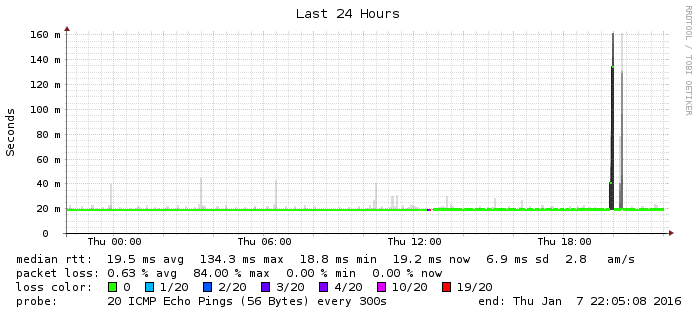 Last 24 Hours
RRDTOOL / TOBI OETIKER
Seconds
160 m
140 m
120 m
100 m
80 m
60 m
40 m
20 m
0
Thu 00:00 Thu 06:00 Thu 12:00 Thu 18:00
median rtt: 19.5 ms avg 134.3 ms max 18.8 ms min 19.2 ms now 6.9 ms sd 2.8 am/s
packet loss: 0.63 % avg 84.00 % max 0.00 % min 0.00 % now
loss color: 0 1/20 2/20 3/20 4/20 10/20 19/20
probe: 20 ICMP Echo Pings (56 Bytes) every 300s end: Thu Jan 7 22:05:08 2016